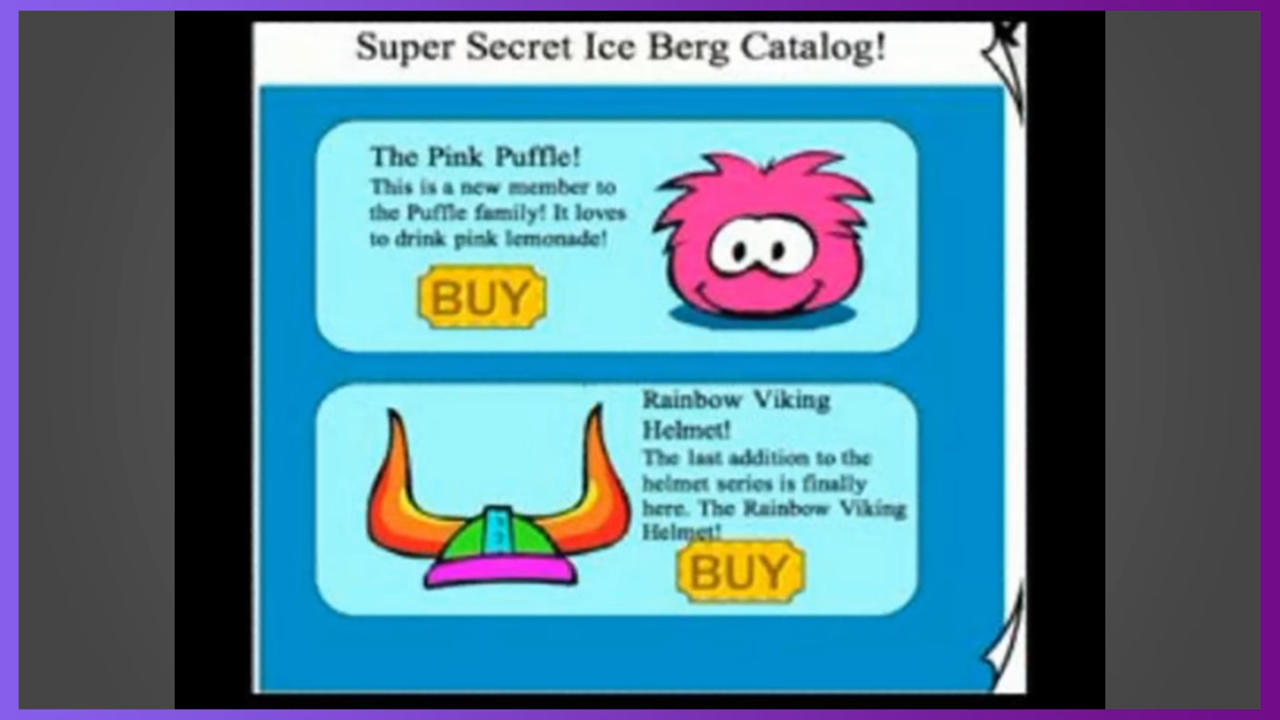 Super Secret Ice Berg Catalog!
The Pink Puffle!
This is a new member to
the Puffle family! It loves
to drink pink lemonade!
BUY
Rainbow Viking
Helmet!
The last addition to the
helmet series is finally
here. The Rainbow Viking
Helmet!
BUY